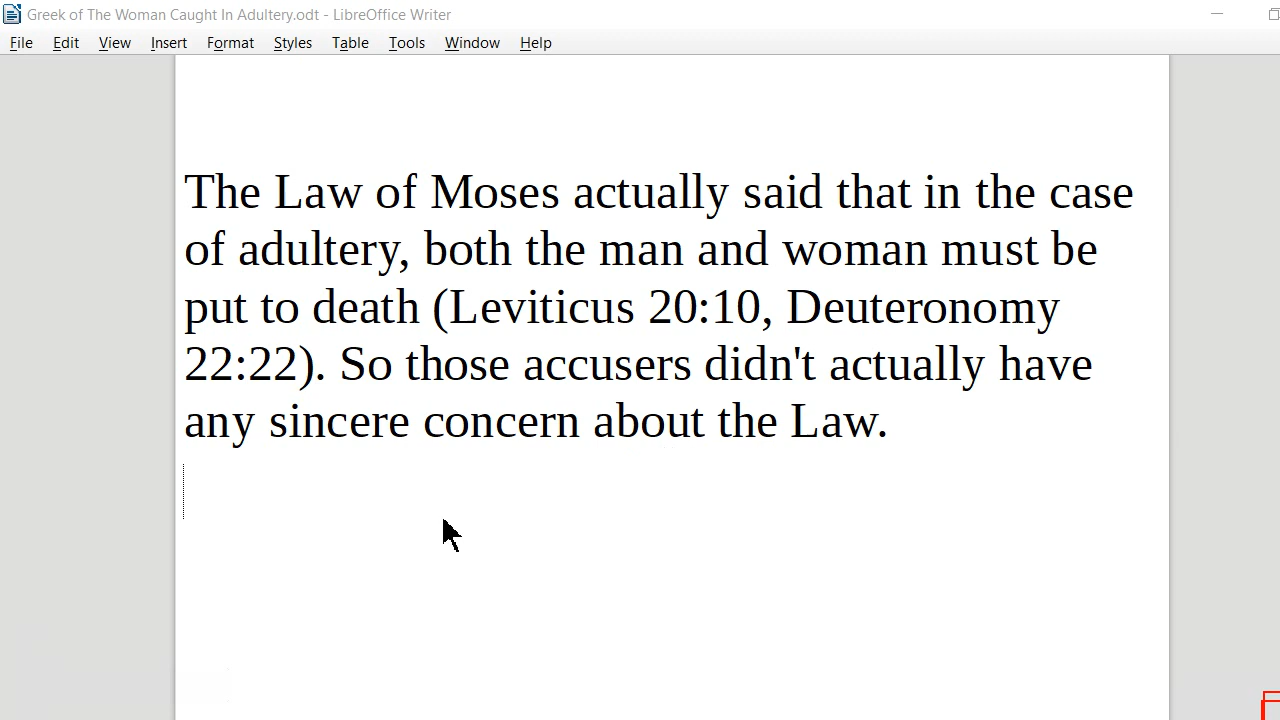 Greek of The Woman Caught In Adultery.odt - LibreOffice Writer
File Edit View Insert Format Styles Table Tools Window Help
The Law of Moses actually said that in the case
of adultery, both the man and woman must be
put to death (Leviticus 20:10, Deuteronomy
22:22). So those accusers didn't actually have
any sincere concern about the Law.